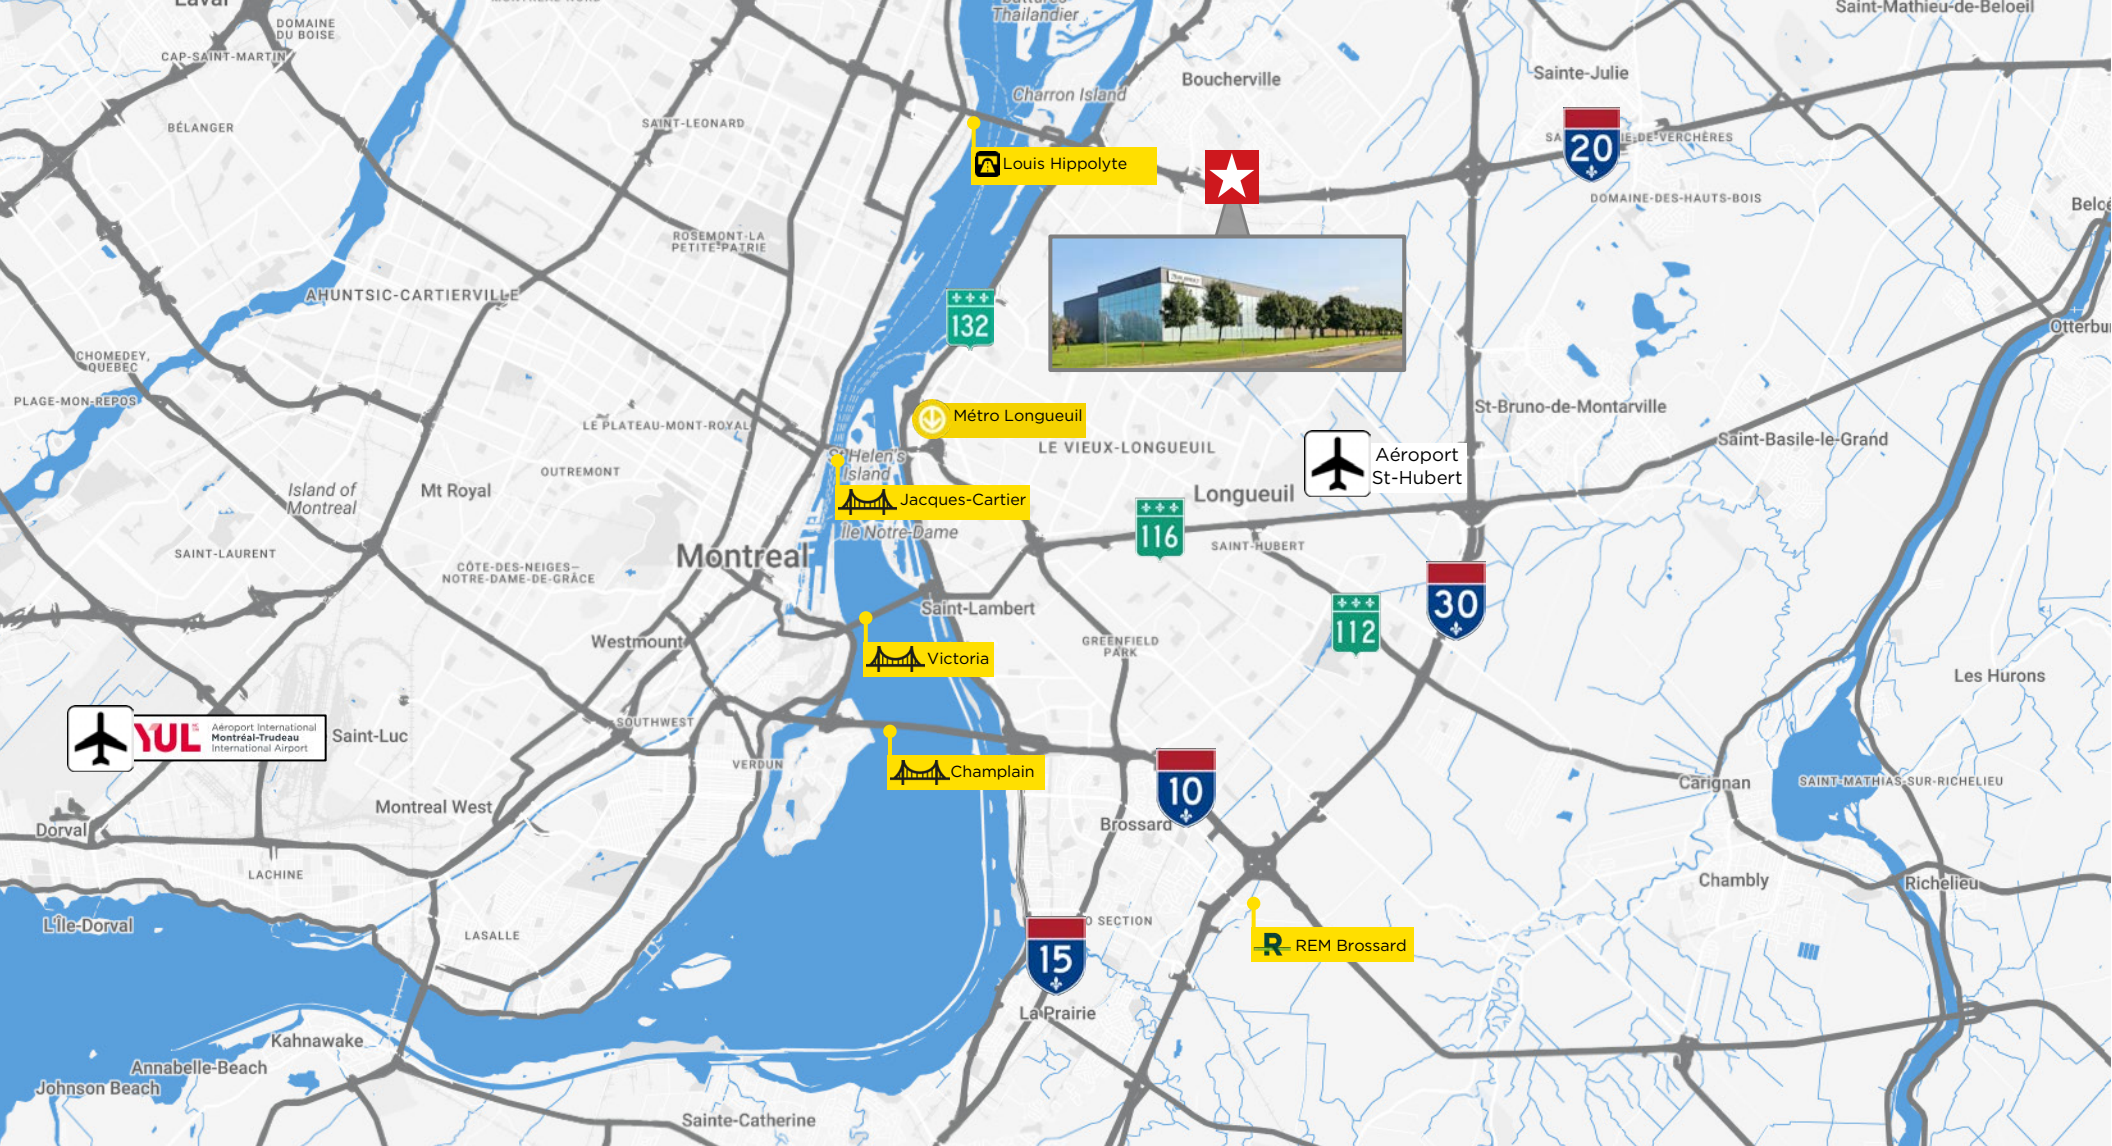 Laval
Thailandier
Saint-Mathieu-de-Beloeil
DOMAINE
DU BOISE
CAP-SAINT-MARTIN
Boucherville
Sainte-Julie
Charron Island
BÉLANGER
SAINT-LEONARD
20
IE-DE-VERCHÈRES
Louis Hippolyte
DOMAINE-DES-HAUTS-BOIS
ROSEMONT-LA
PETITE-PATRIE
AHUNTSIC-CARTIERVILLE
132
Otterbu
CHOMEDEY,
QUEBEC
PLAGE-MON-REPOS
LE PLATEAU-MONT-ROYAL
Métro Longueuil
St-Bruno-de-Montarville
Saint-Basile-le-Grand
LE VIEUX-LONGUEUIL
St Helen's
Island
Aéroport
St-Hubert
OUTREMONT
Mt Royal
Island of
Montreal
Longueuil
Jacques-Cartier
Île Notre-Dame
116
SAINT-HUBERT
SAINT-LAURENT
Montreal
CÔTE-DES-NEIGES—
NOTRE-DAME-DE-GRÂCE
30
Saint-Lambert
112
Westmount
GREENFIELD
PARK
Victoria
Les Hurons
SOUTHWEST
YUL
Aéroport International
Montréal-Trudeau
International Airport
Saint-Luc
VERDUN
Champlain
10
Carignan
SAINT-MATHIAS-SUR-RICHELIEU
Montreal West
Brossard
Dorval
LACHINE
Chambly
Richelieu
L'Île-Dorval
LASALLE
O SECTION
REM Brossard
15
La Prairie
Kahnawake
Annabelle-Beach
Johnson Beach
Sainte-Catherine